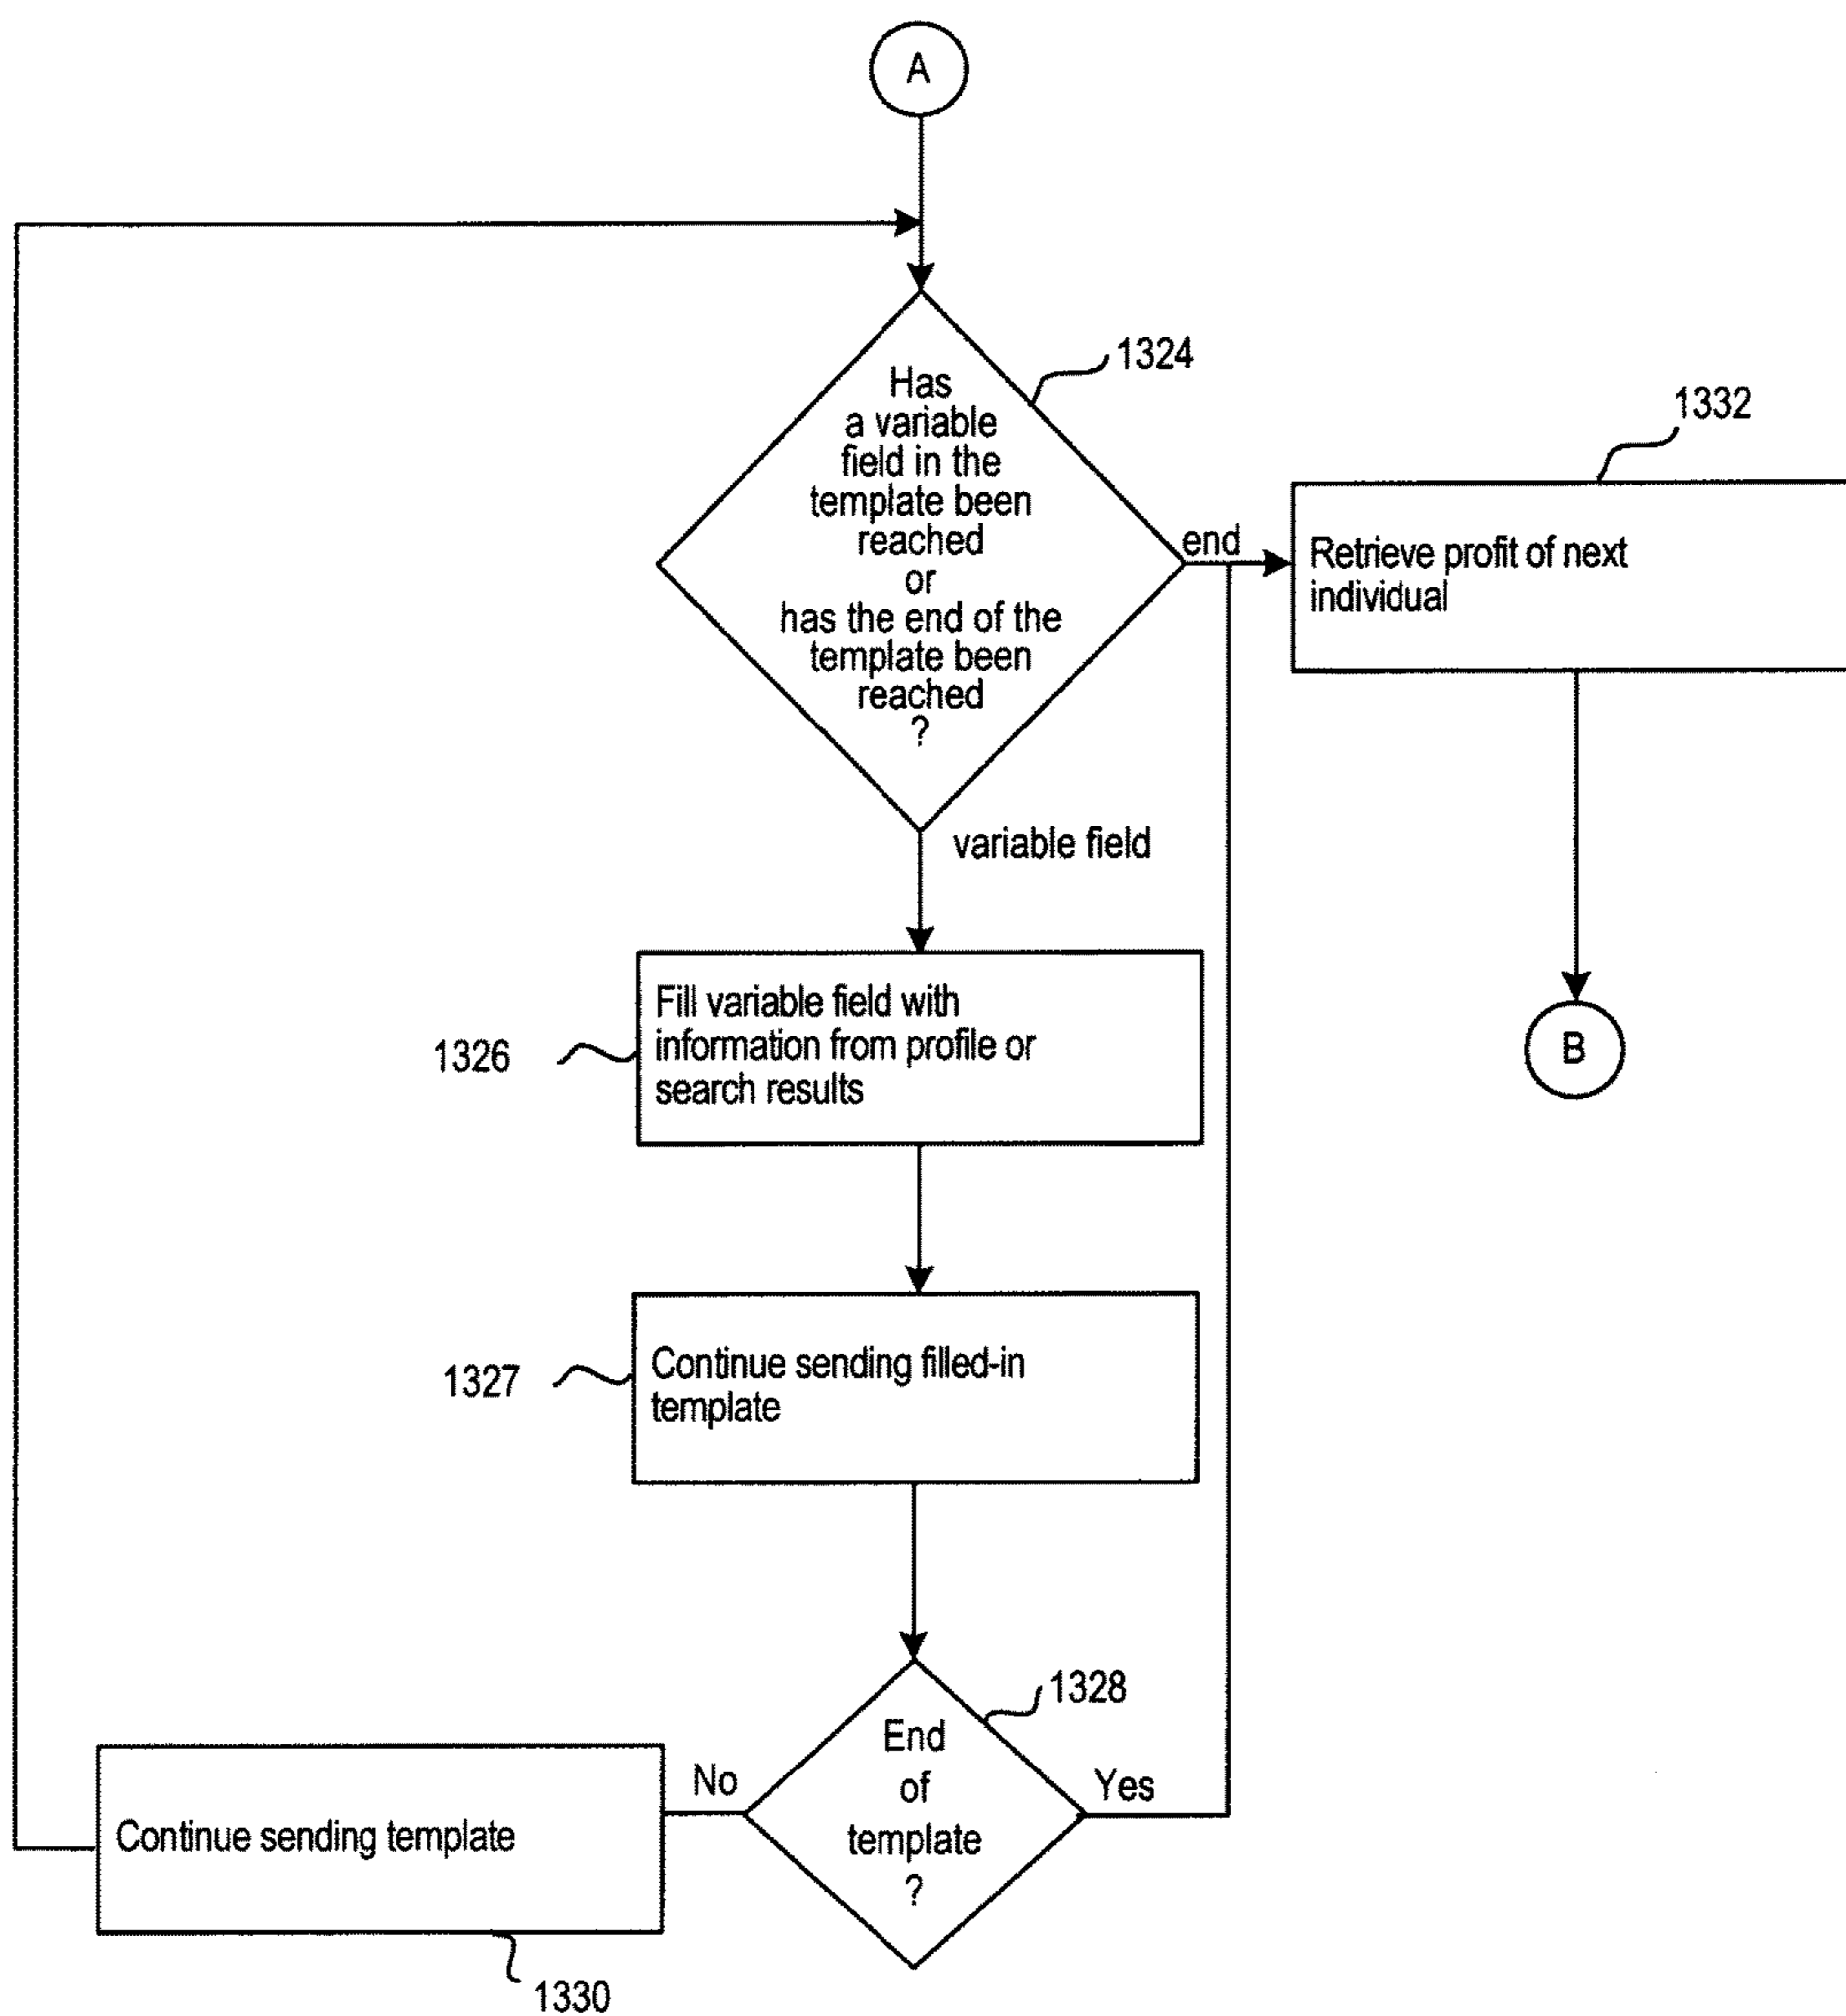 A
1324
Has
a variable
field in the
template been
reached
or
has the end of the
template been
reached
?
end
1332
Retrieve profit of next
individual
variable field
B
1326
Fill variable field with
information from profile or
search results
1327
Continue sending filled-in
template
1328
End
of
template
?
No
Yes
Continue sending template
1330